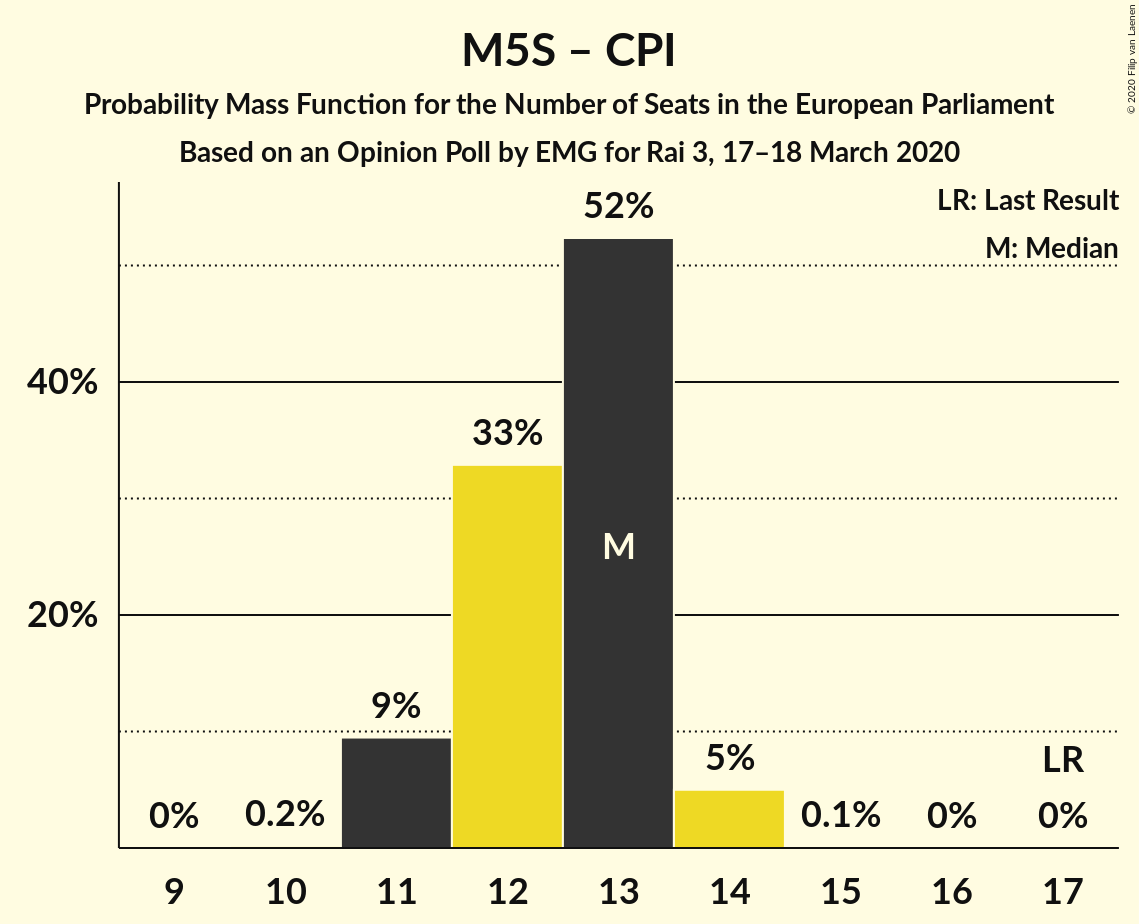 M5S – CPI
Probability Mass Function for the Number of Seats in the European Parliament
Based on an Opinion Poll by EMG for Rai 3, 17–18 March 2020
© 2020 Filip van Laenen
LR: Last Result
M: Median
52%
40%
33%
M
20%
9%
5%
LR
0%
0.2%
0.1%
0%
0%
9 10 11 12 13 14 15 16 17